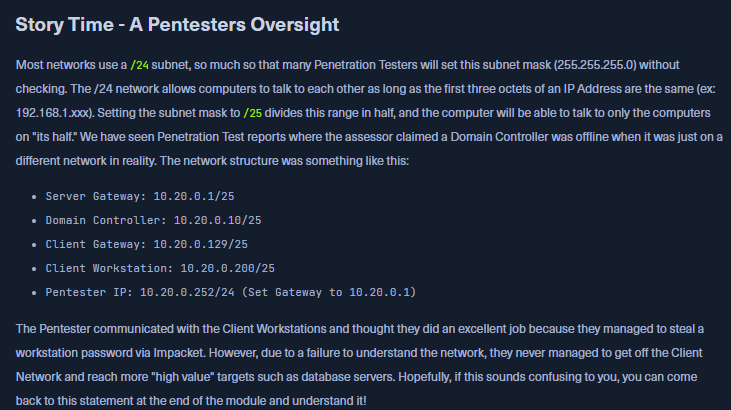 Story Time - A Pentesters Oversight
Most networks use a /24 subnet, so much so that many Penetration Testers will set this subnet mask (255.255.255.0) without
checking. The /24 network allows computers to talk to each other as long as the first three octets of an IP Address are the same (ex:
192.168.1.xxx). Setting the subnet mask to /25 divides this range in half, and the computer will be able to talk to only the computers
on "its half." We have seen Penetration Test reports where the assessor claimed a Domain Controller was offline when it was just on a
different network in reality. The network structure was something like this:
• Server Gateway: 10.20.0.1/25
• Domain Controller: 10.20.0.10/25
• Client Gateway: 10.20.0.129/25
• Client Workstation: 10.20.0.200/25
• Pentester IP: 10.20.0.252/24 (Set Gateway to 10.20.0.1)
The Pentester communicated with the Client Workstations and thought they did an excellent job because they managed to steal a
workstation password via Impacket. However, due to a failure to understand the network, they never managed to get off the Client
Network and reach more "high value" targets such as database servers. Hopefully, if this sounds confusing to you, you can come
back to this statement at the end of the module and understand it!